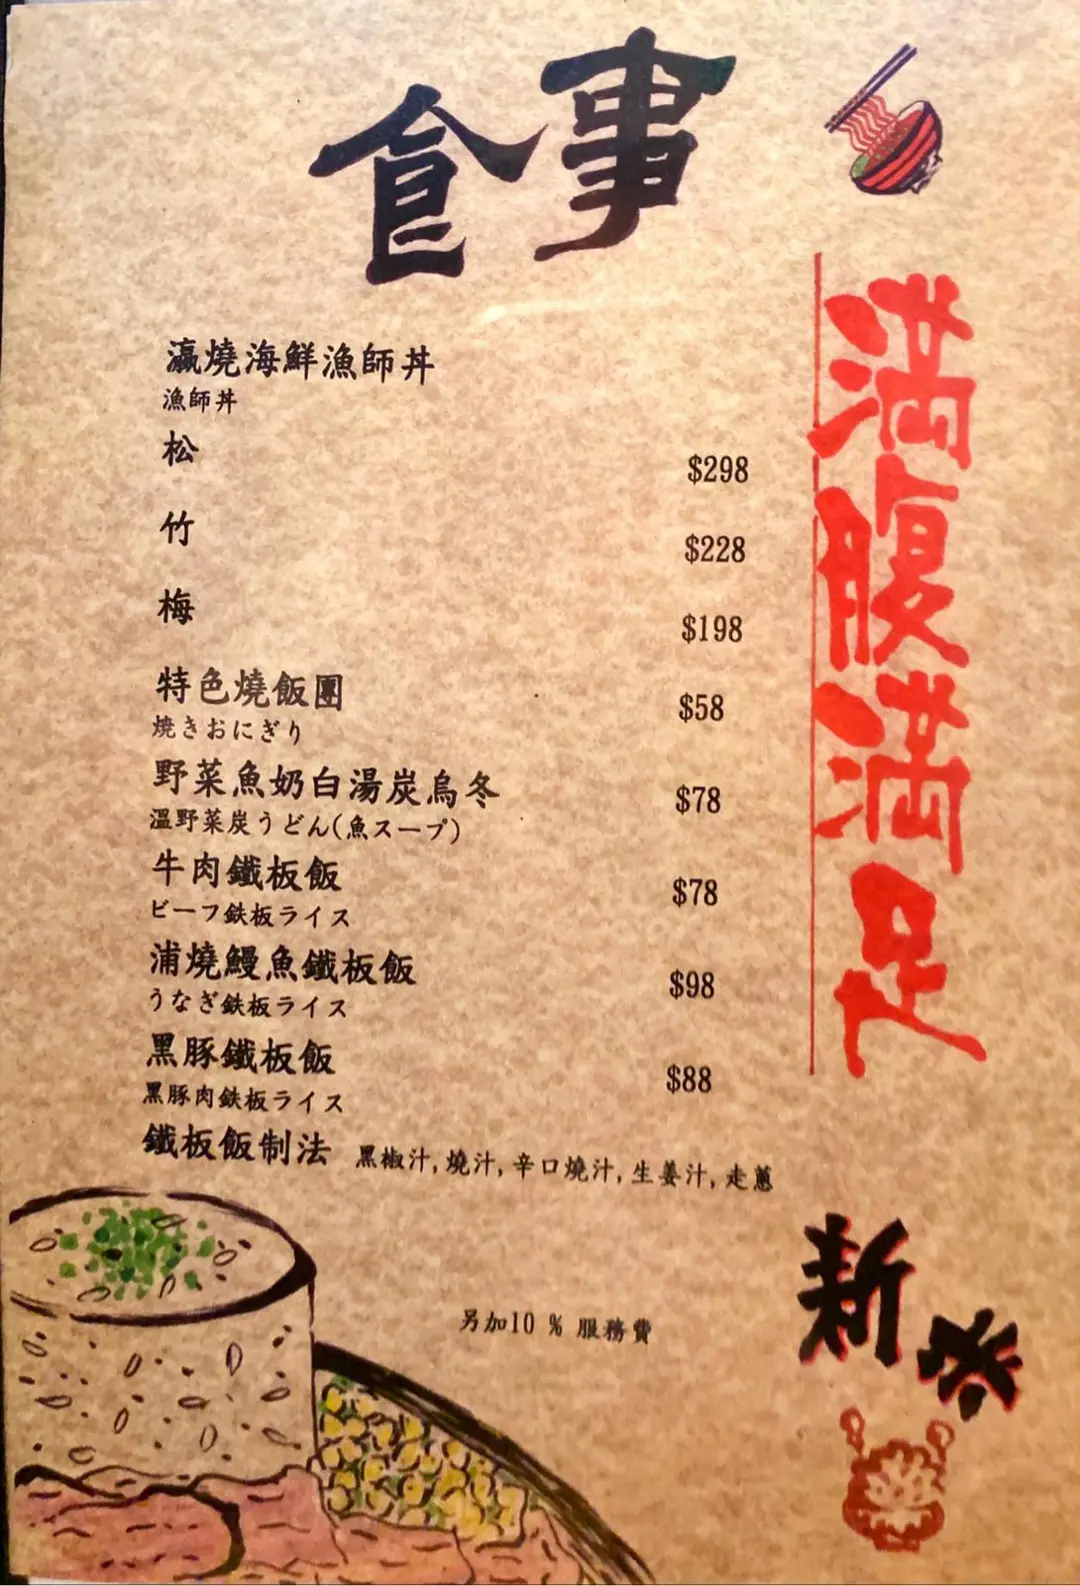 食事
瀛燒海鮮漁師丼
漁師丼
松 $298
竹 $228
梅 $198
特色燒飯團 $58
焼きおにぎり
野菜魚奶白湯炭烏冬 $78
溫野菜炭うどん(魚スープ)
牛肉鐵板飯 $78
ビーフ鉄板ライス
浦燒鰻魚鐵板飯 $98
うなぎ鉄板ライス
黑豚鐵板飯 $88
黑豚肉鉄板ライス
鐵板飯制法 黑椒汁,燒汁,辛口燒汁,生姜汁,走蔥
另加10 % 服務費
満腹満足
新米